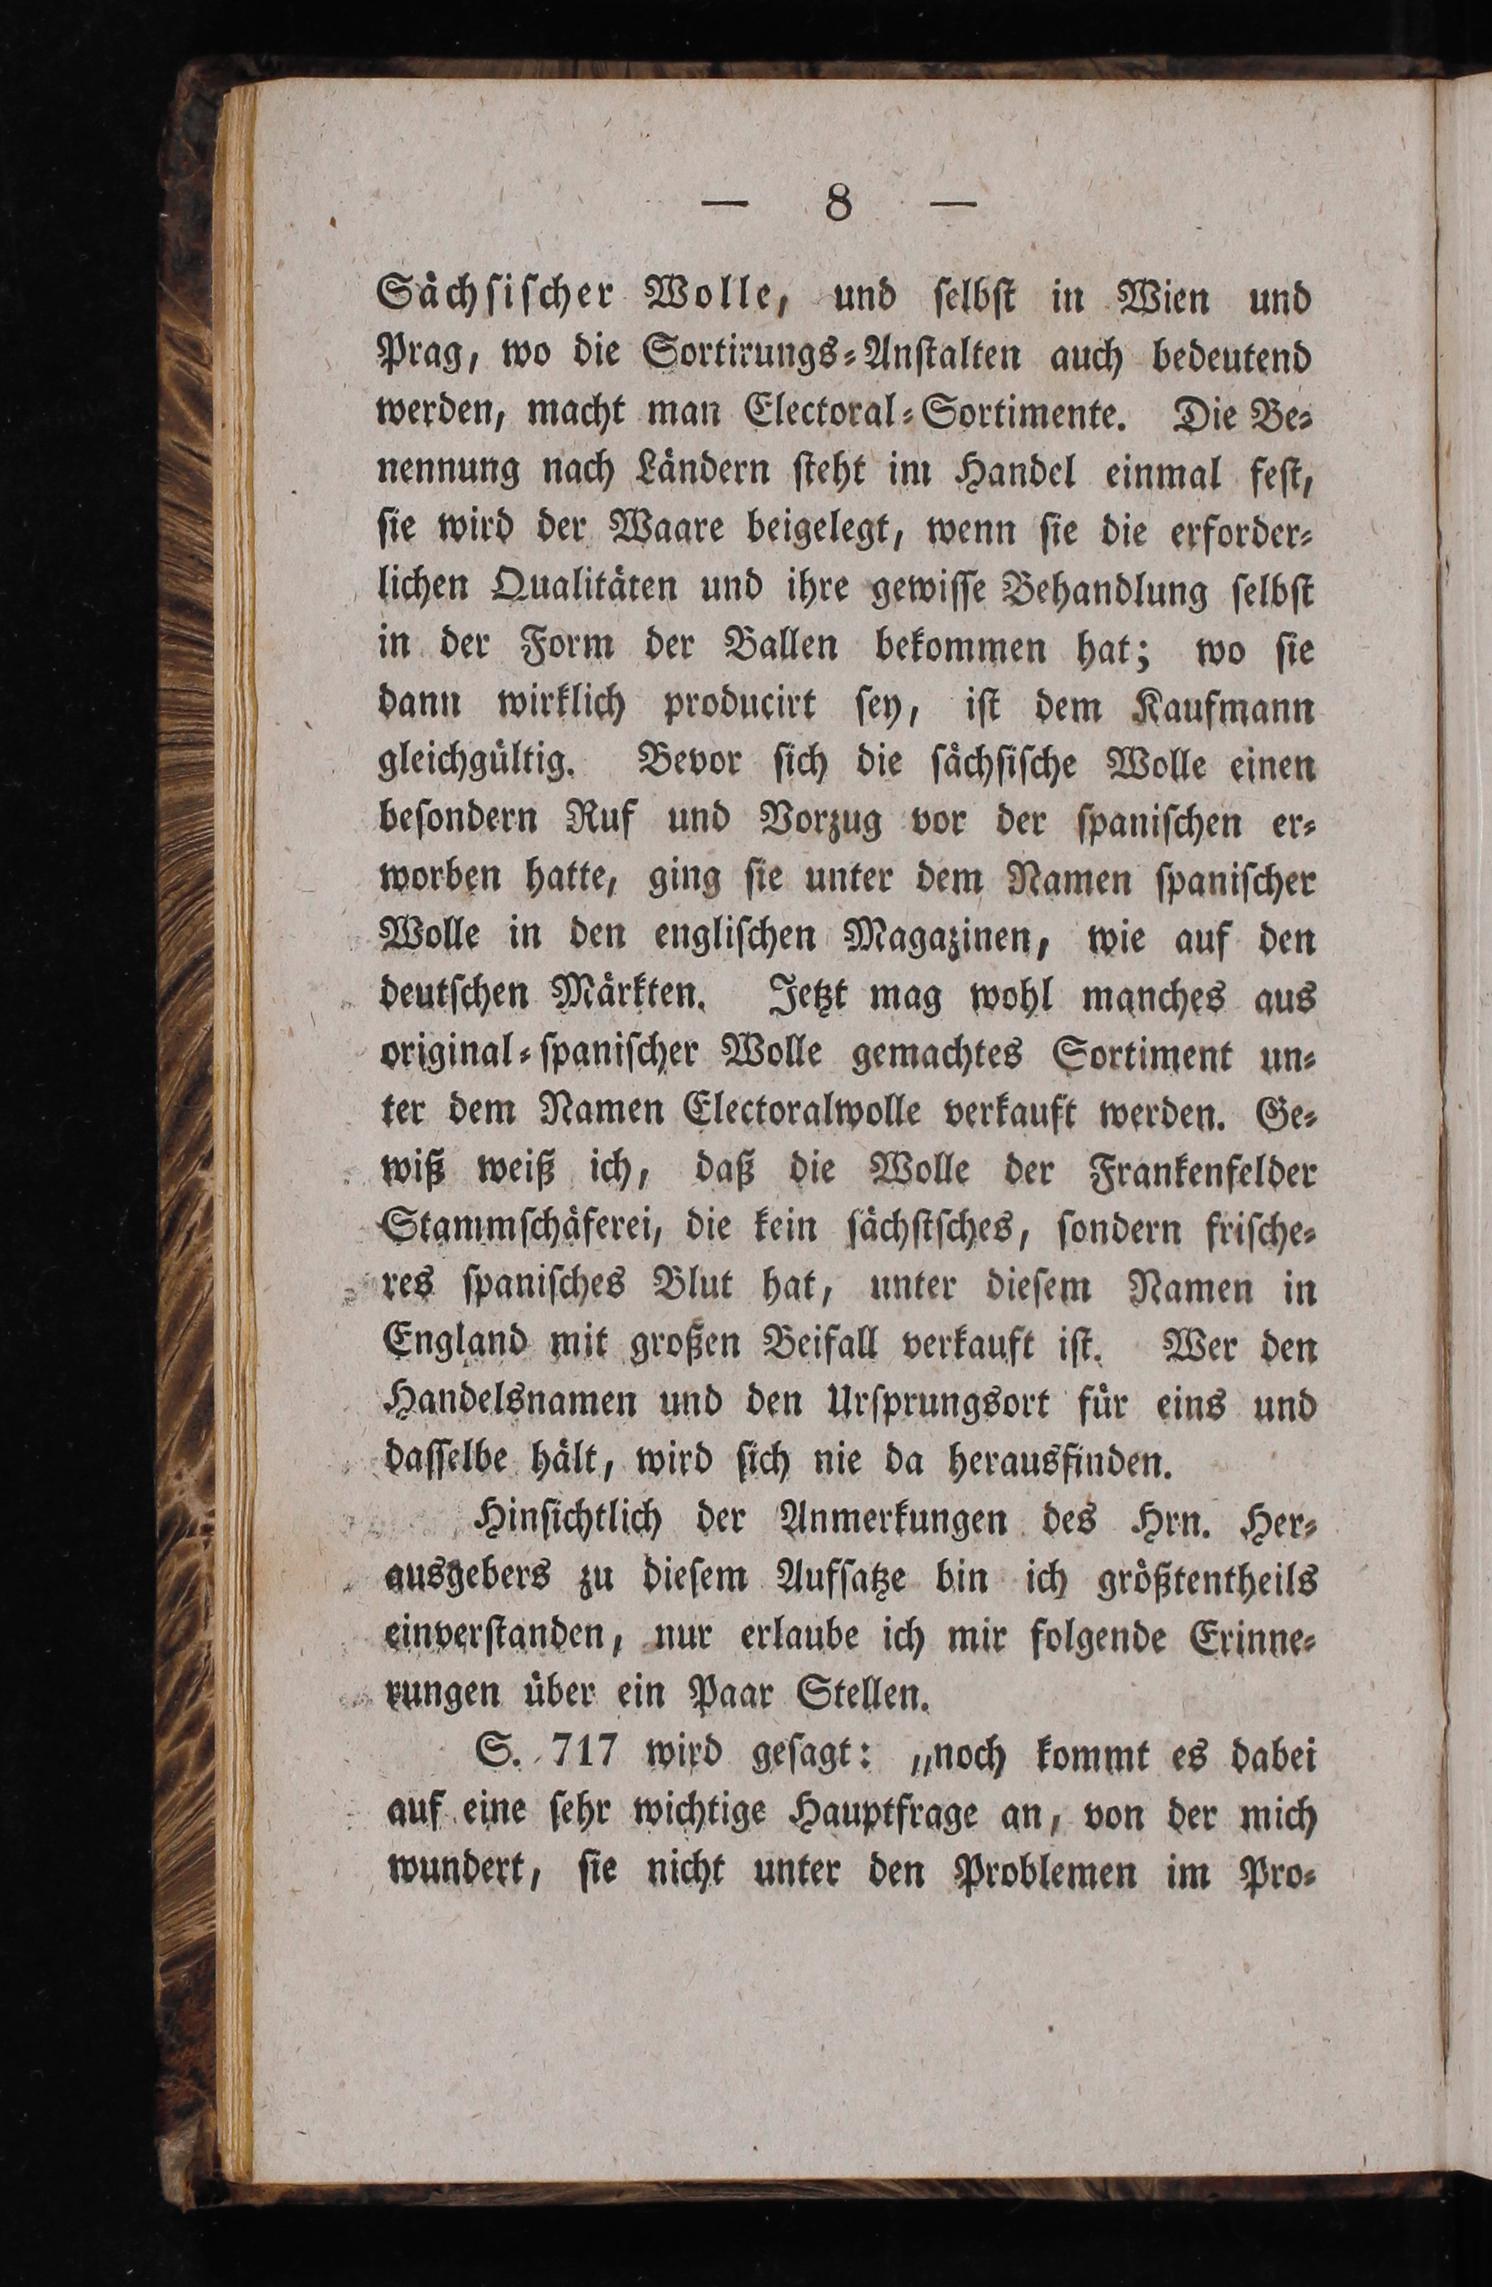 — 8 —
Sächsischer Wolle, und selbst in Wien und
Prag, wo die Sortirungs-Anstalten auch bedeutend
werden, macht man Electoral-Sortimente. Die Be-
nennung nach Ländern steht im Handel einmal fest,
sie wird der Waare beigelegt, wenn sie die erforder-
lichen Qualitäten und ihre gewisse Behandlung selbst
in der Form der Ballen bekommen hat; wo sie
dann wirklich producirt sey, ist dem Kaufmann
gleichgültig. Bevor sich die sächsische Wolle einen
besondern Ruf und Vorzug vor der spanischen er-
worben hatte, ging sie unter dem Namen spanischer
Wolle in den englischen Magazinen, wie auf den
deutschen Märkten. Jetzt mag wohl manches aus
original-spanischer Wolle gemachtes Sortiment un-
ter dem Namen Electoralwolle verkauft werden. Ge-
wiß weiß ich, daß die Wolle der Frankenfelder
Stammschäferei, die kein sächsisches, sondern frische-
res spanisches Blut hat, unter diesem Namen in
England mit großen Beifall verkauft ist. Wer den
Handelsnamen und den Ursprungsort für eins und
dasselbe hält, wird sich nie da herausfinden.
Hinsichtlich der Anmerkungen des Hrn. Her-
ausgebers zu diesem Aufsatze bin ich größtentheils
einverstanden, nur erlaube ich mir folgende Erinne-
rungen über ein Paar Stellen.
S. 717 wird gesagt: „noch kommt es dabei
auf eine sehr wichtige Hauptfrage an, von der mich
wundert, sie nicht unter den Problemen im Pro-